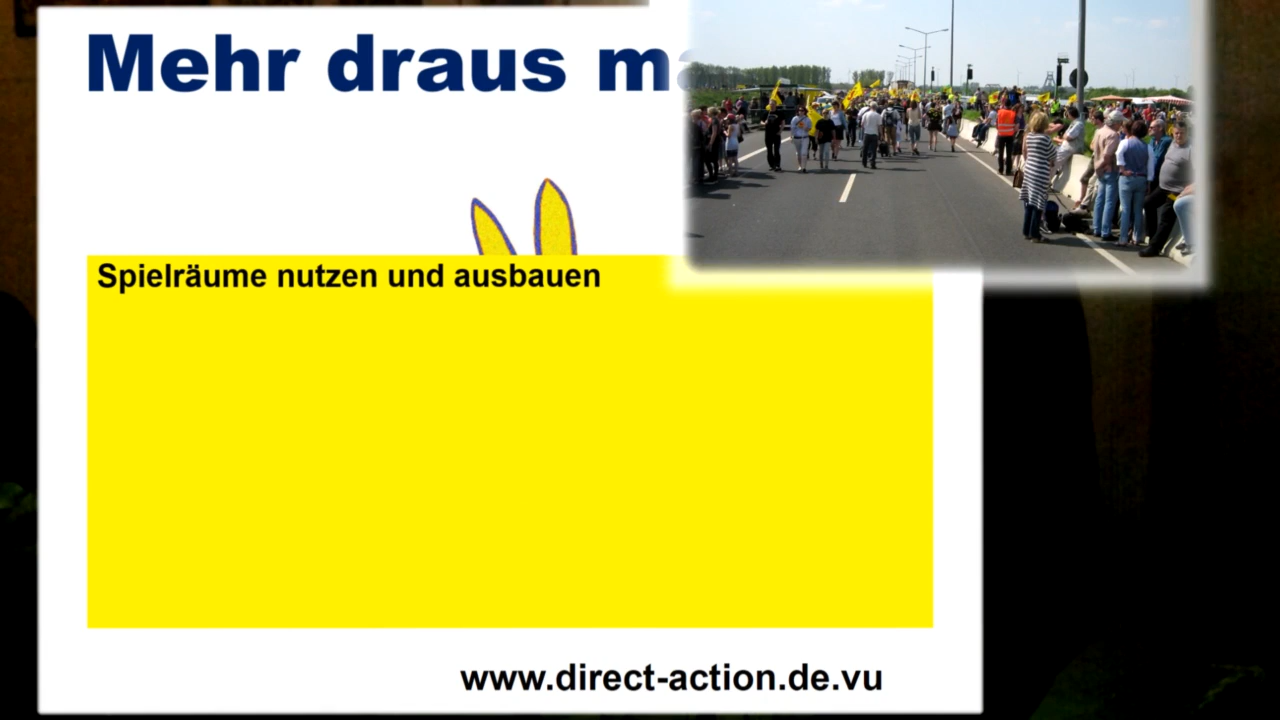 Mehr draus ma
Spielräume nutzen und ausbauen
www.direct-action.de.vu